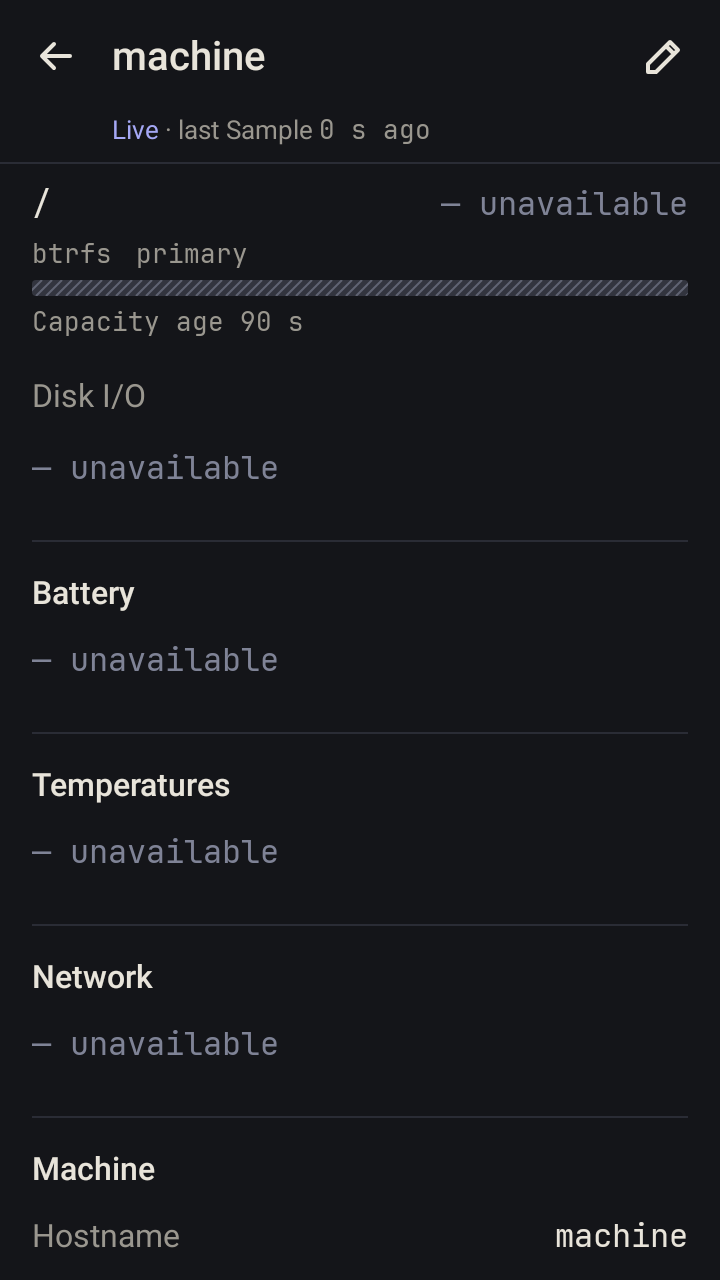 machine
Live · last Sample 0 s ago
/ — unavailable
btrfs primary
Capacity age 90 s
Disk I/O
— unavailable
Battery
— unavailable
Temperatures
— unavailable
Network
— unavailable
Machine
Hostname machine